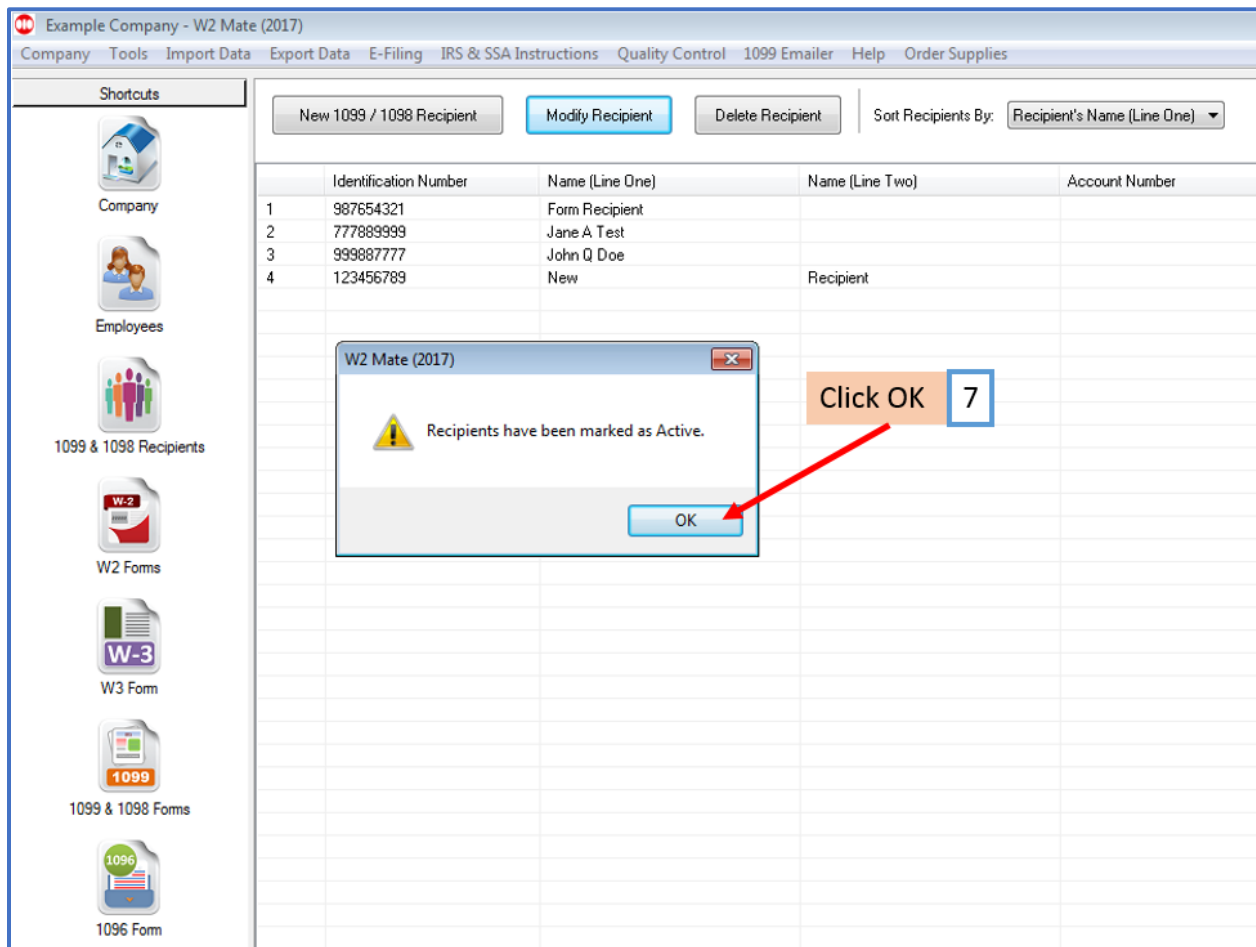 Example Company - W2 Mate (2017)
Company Tools Import Data Export Data E-Filing IRS & SSA Instructions Quality Control 1099 Emailer Help Order Supplies
Shortcuts
New 1099 / 1098 Recipient Modify Recipient Delete Recipient Sort Recipients By: Recipient's Name (Line One)
Identification Number Name (Line One) Name (Line Two) Account Number
1 987654321 Form Recipient
2 777889999 Jane A Test
3 999887777 John Q Doe
4 123456789 New Recipient
Company
Employees
1099 & 1098 Recipients
W-2
W2 Forms
W-3
W3 Form
1099
1099 & 1098 Forms
1096
1096 Form
W2 Mate (2017)
Recipients have been marked as Active.
OK
Click OK 7